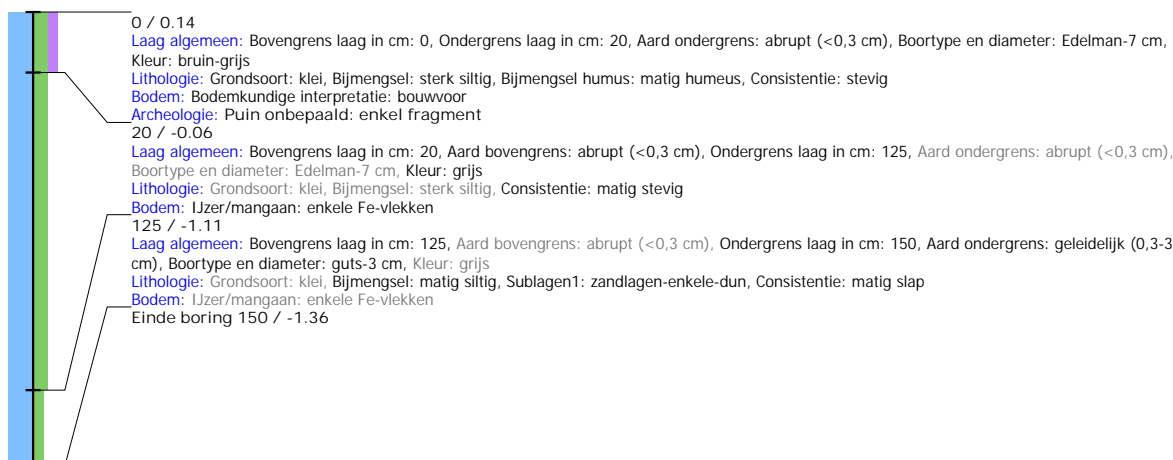 0 / 0.14
Laag algemeen: Bovengrens laag in cm: 0, Ondergrens laag in cm: 20, Aard ondergrens: abrupt (<0,3 cm), Boortype en diameter: Edelman-7 cm,
Kleur: bruin-grijs
Lithologie: Grondsoort: klei, Bijmengsel: sterk siltig, Bijmengsel humus: matig humeus, Consistentie: stevig
Bodem: Bodemkundige interpretatie: bouwvoor
Archeologie: Puin onbepaald: enkel fragment
20 / -0.06
Laag algemeen: Bovengrens laag in cm: 20, Aard bovengrens: abrupt (<0,3 cm), Ondergrens laag in cm: 125, Aard ondergrens: abrupt (<0,3 cm),
Boortype en diameter: Edelman-7 cm, Kleur: grijs
Lithologie: Grondsoort: klei, Bijmengsel: sterk siltig, Consistentie: matig stevig
Bodem: IJzer/mangaan: enkele Fe-vlekken
125 / -1.11
Laag algemeen: Bovengrens laag in cm: 125, Aard bovengrens: abrupt (<0,3 cm), Ondergrens laag in cm: 150, Aard ondergrens: geleidelijk (0,3-3
cm), Boortype en diameter: guts-3 cm, Kleur: grijs
Lithologie: Grondsoort: klei, Bijmengsel: matig siltig, Sublagen1: zandlagen-enkele-dun, Consistentie: matig slap
Bodem: IJzer/mangaan: enkele Fe-vlekken
Einde boring 150 / -1.36